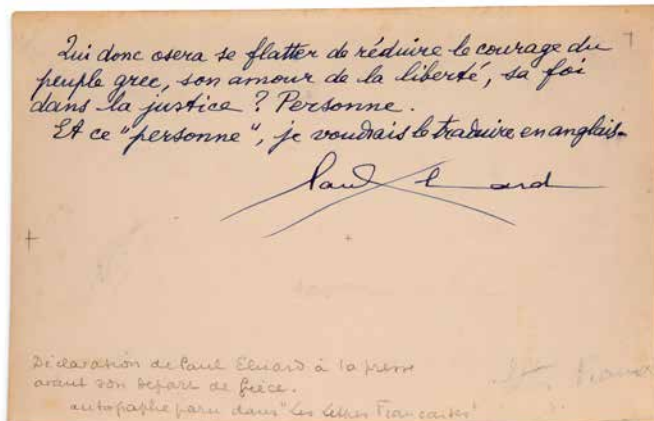 Qui donc osera se flatter de réduire le courage du
peuple grec, son amour de la liberté, sa foi
dans la justice ? Personne.
Et ce "personne", je voudrais le traduire en anglais.
Paul Eluard
Déclaration de Paul Eluard à la presse
avant son départ de Grèce.
autographe paru dans "Les Lettres Françaises"